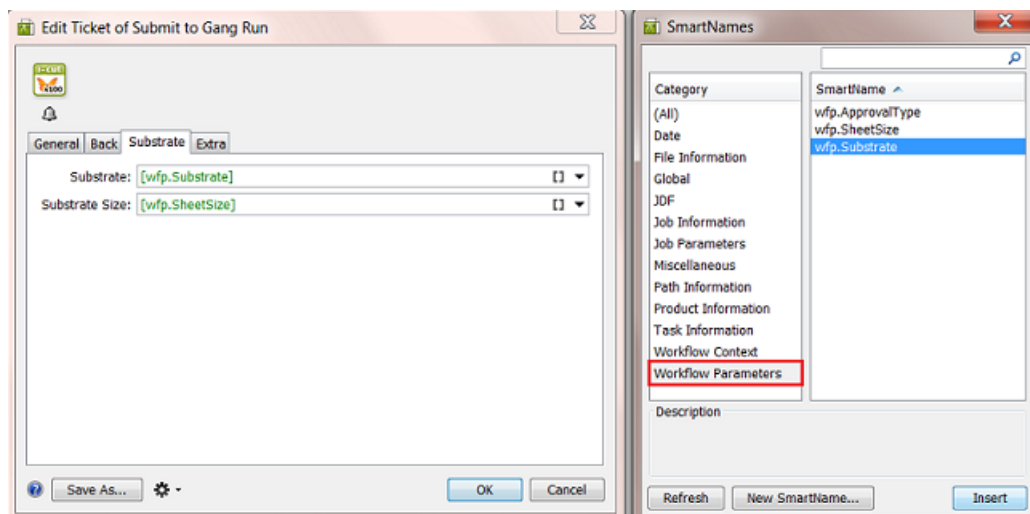 Edit Ticket of Submit to Gang Run
i-cut
x100
General Back Substrate Extra
Substrate: [wfp.Substrate] []
Substrate Size: [wfp.SheetSize] []
? Save As... OK Cancel
SmartNames
Category
(All)
Date
File Information
Global
JDF
Job Information
Job Parameters
Miscellaneous
Path Information
Product Information
Task Information
Workflow Context
Workflow Parameters
SmartName
wfp.ApprovalType
wfp.SheetSize
wfp.Substrate
Description
Refresh New SmartName... Insert